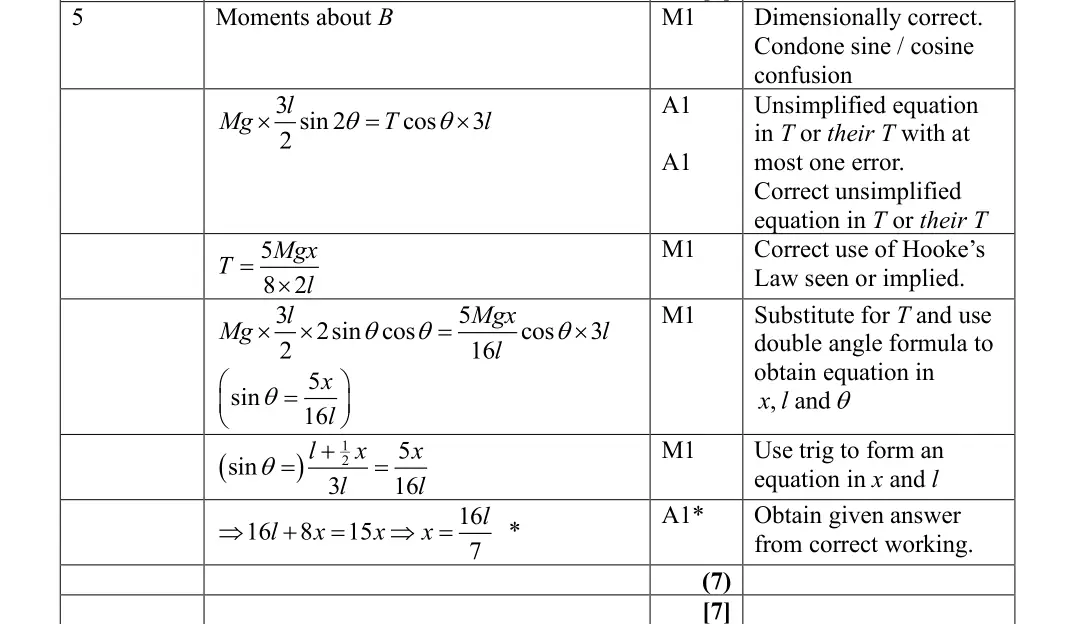 5 Moments about B M1 Dimensionally correct.
Condone sine / cosine
confusion
Mg × 3l/2 sin 2θ = T cos θ × 3l A1 Unsimplified equation
in T or their T with at
A1 most one error.
Correct unsimplified
equation in T or their T
T = 5Mgx/(8 × 2l) M1 Correct use of Hooke’s
Law seen or implied.
Mg × 3l/2 × 2 sin θ cos θ = 5Mgx/16l cos θ × 3l M1 Substitute for T and use
double angle formula to
(sin θ = 5x/16l) obtain equation in
x, l and θ
(sin θ =) (l + ½x)/3l = 5x/16l M1 Use trig to form an
equation in x and l
⇒ 16l + 8x = 15x ⇒ x = 16l/7 * A1* Obtain given answer
from correct working.
(7)
[7]